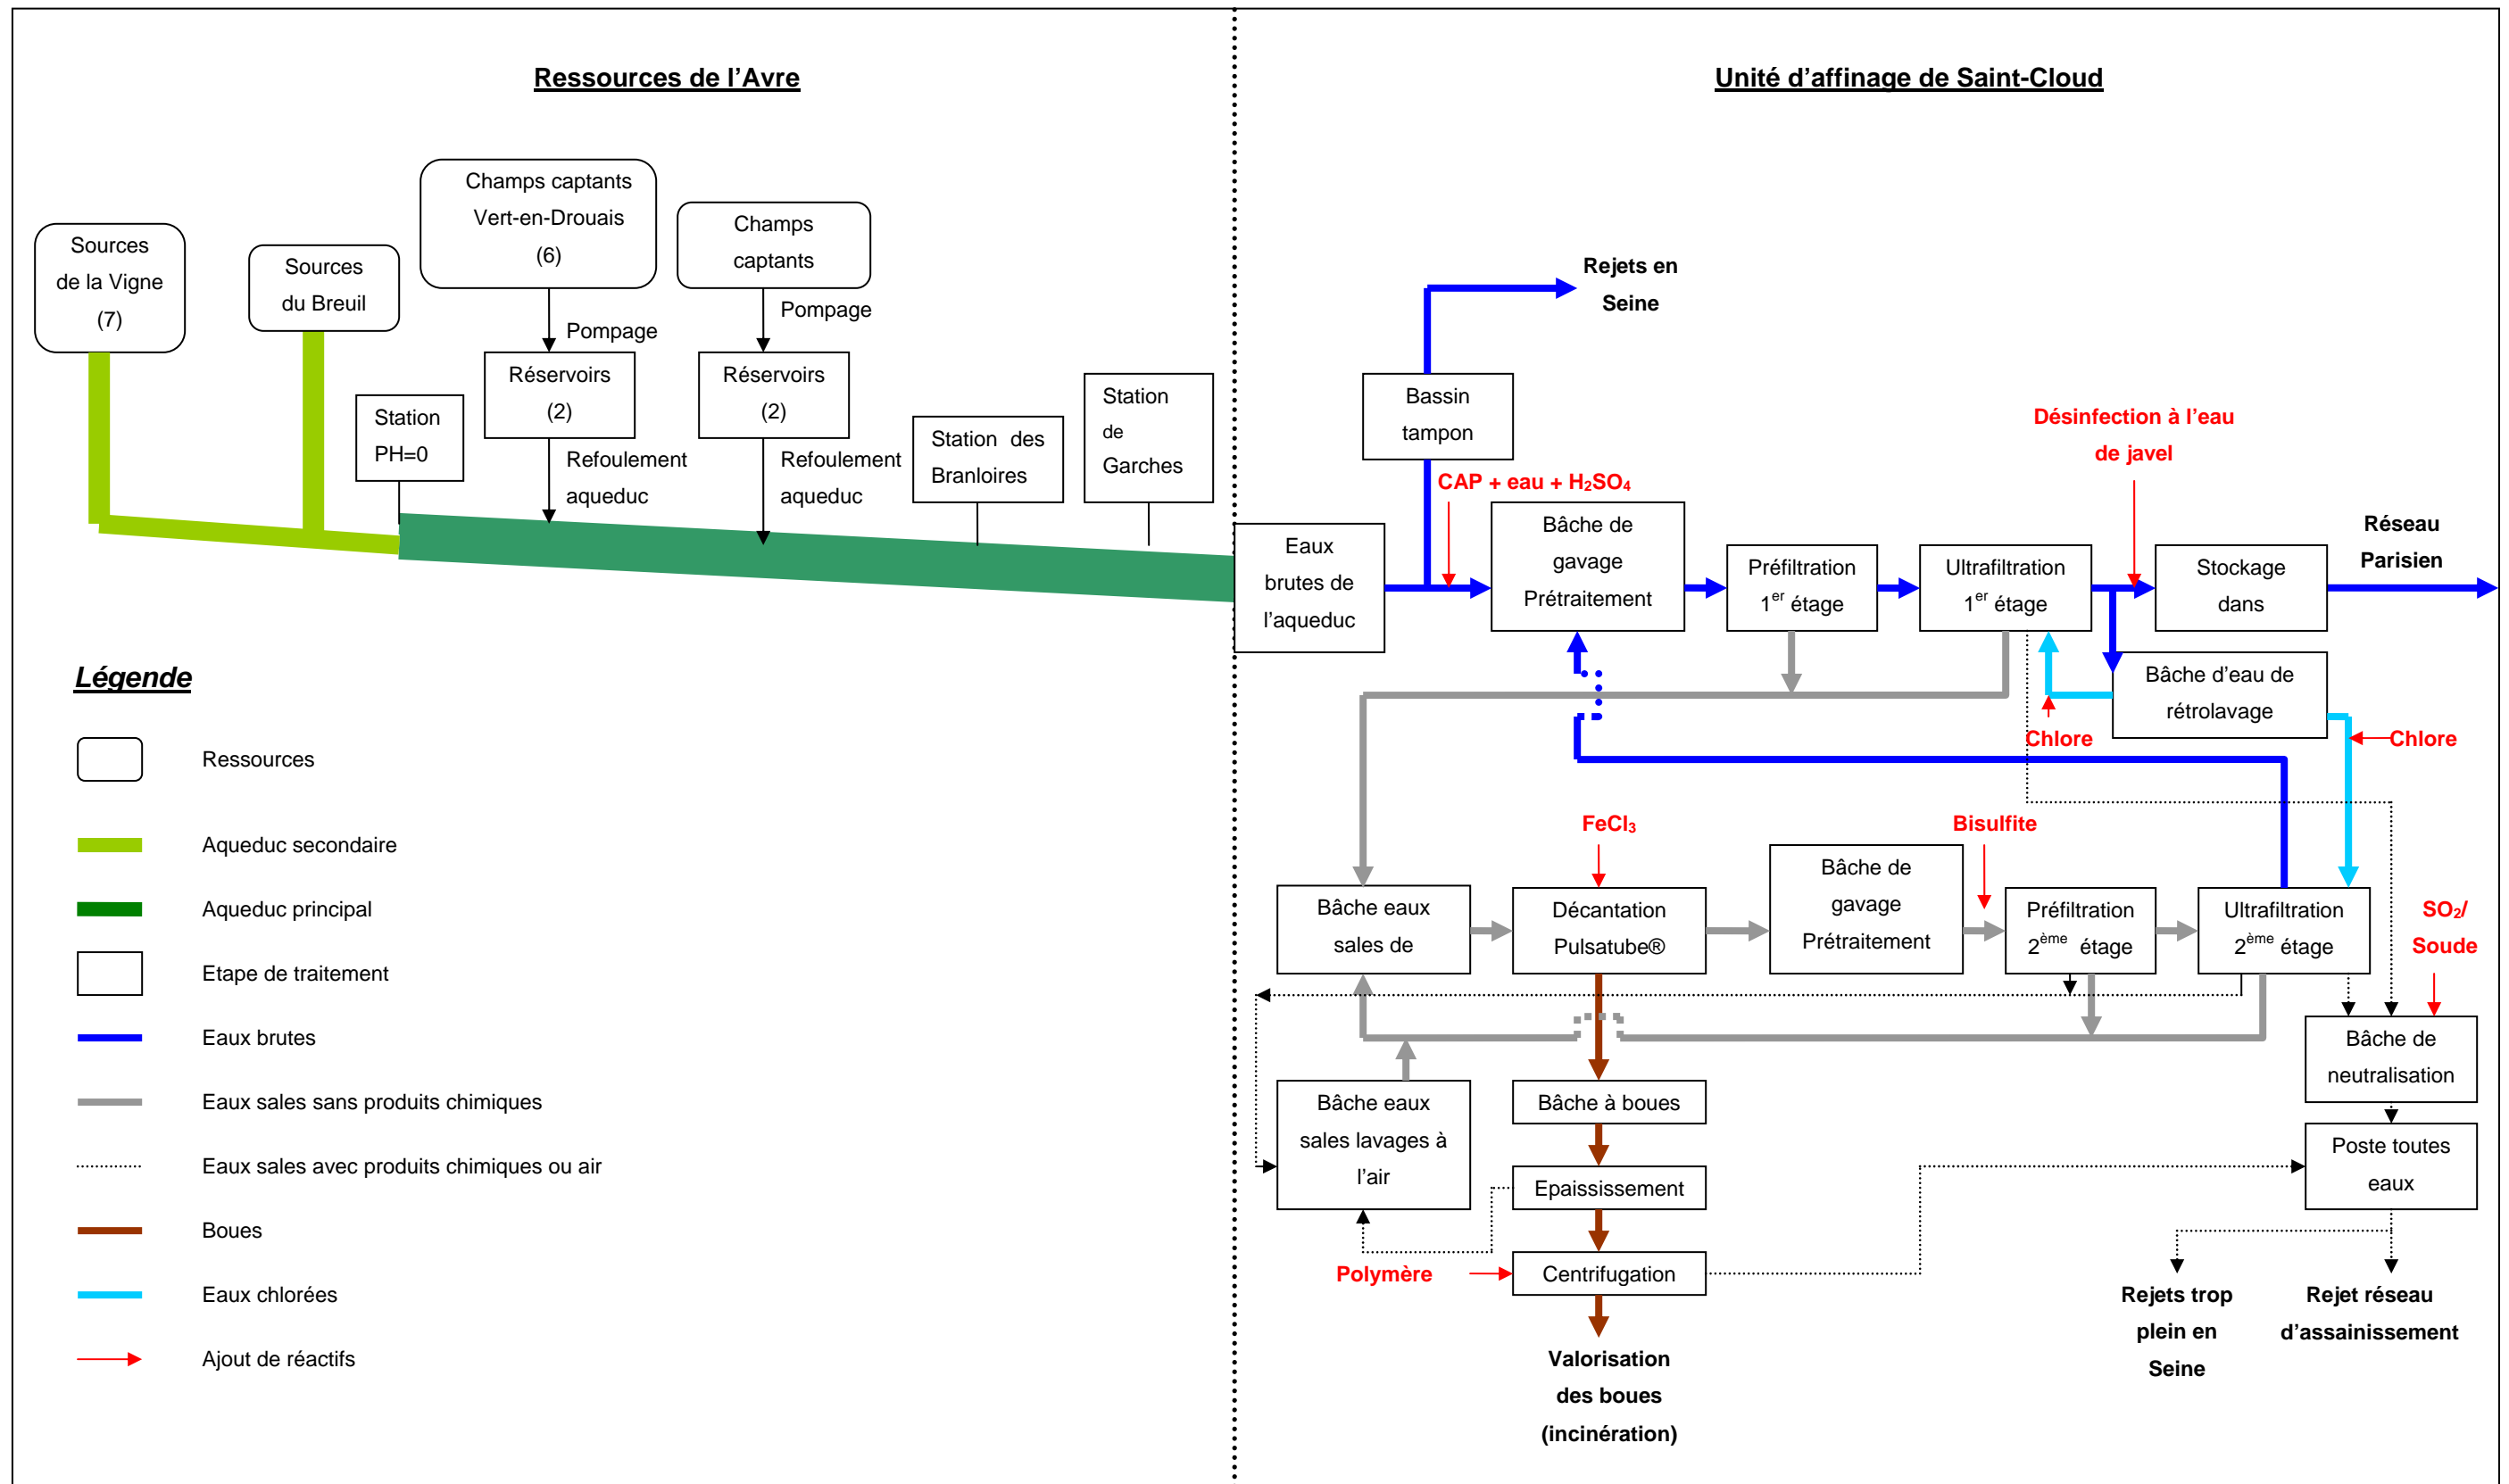 Ressources de l'Avre
Unité d'affinage de Saint-Cloud
Sources
de la Vigne
(7)
Sources
du Breuil
Champs captants
Vert-en-Drouais
(6)
Champs
captants
Pompage
Pompage
Réservoirs
(2)
Réservoirs
(2)
Station
PH=0
Refoulement
aqueduc
Refoulement
aqueduc
Station des
Branloires
Station
de
Garches
Rejets en
Seine
Bassin
tampon
CAP + eau + H₂SO₄
Désinfection à l'eau
de javel
Eaux
brutes de
l'aqueduc
Bâche de
gavage
Prétraitement
Préfiltration
1er étage
Ultrafiltration
1er étage
Stockage
dans
Réseau
Parisien
Bâche d'eau de
rétrolavage
Chlore
Chlore
FeCl₃
Bisulfite
Bâche eaux
sales de
Décantation
Pulsatube®
Bâche de
gavage
Prétraitement
Préfiltration
2ème étage
Ultrafiltration
2ème étage
SO₂/
Soude
Bâche de
neutralisation
Bâche eaux
sales lavages à
l'air
Bâche à boues
Epaississement
Poste toutes
eaux
Polymère
Centrifugation
Rejets trop
plein en
Seine
Rejet réseau
d'assainissement
Valorisation
des boues
(incinération)
Légende
Ressources
Aqueduc secondaire
Aqueduc principal
Etape de traitement
Eaux brutes
Eaux sales sans produits chimiques
Eaux sales avec produits chimiques ou air
Boues
Eaux chlorées
Ajout de réactifs